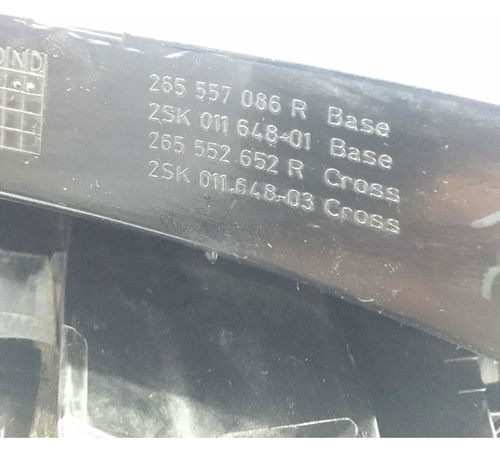 265 557 086 R Base
2SK 011 648-01 Base
265 552 652 R Cross
2SK 011.648-03 Cross